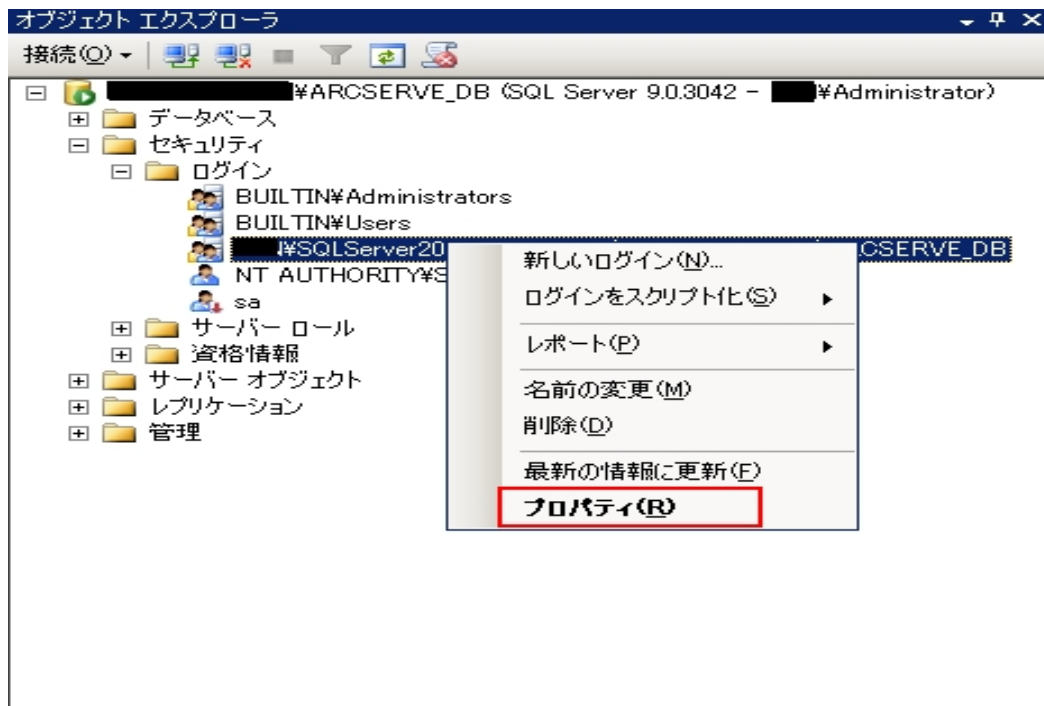 オブジェクト エクスプローラ
接続(O)
¥ARCSERVE_DB (SQL Server 9.0.3042 - ¥Administrator)
データベース
セキュリティ
ログイン
BUILTIN¥Administrators
BUILTIN¥Users
¥SQLServer20 CSERVE_DB
NT AUTHORITY¥S
sa
サーバー ロール
資格情報
サーバー オブジェクト
レプリケーション
管理
新しいログイン(N)...
ログインをスクリプト化(S)
レポート(P)
名前の変更(M)
削除(D)
最新の情報に更新(F)
プロパティ(R)